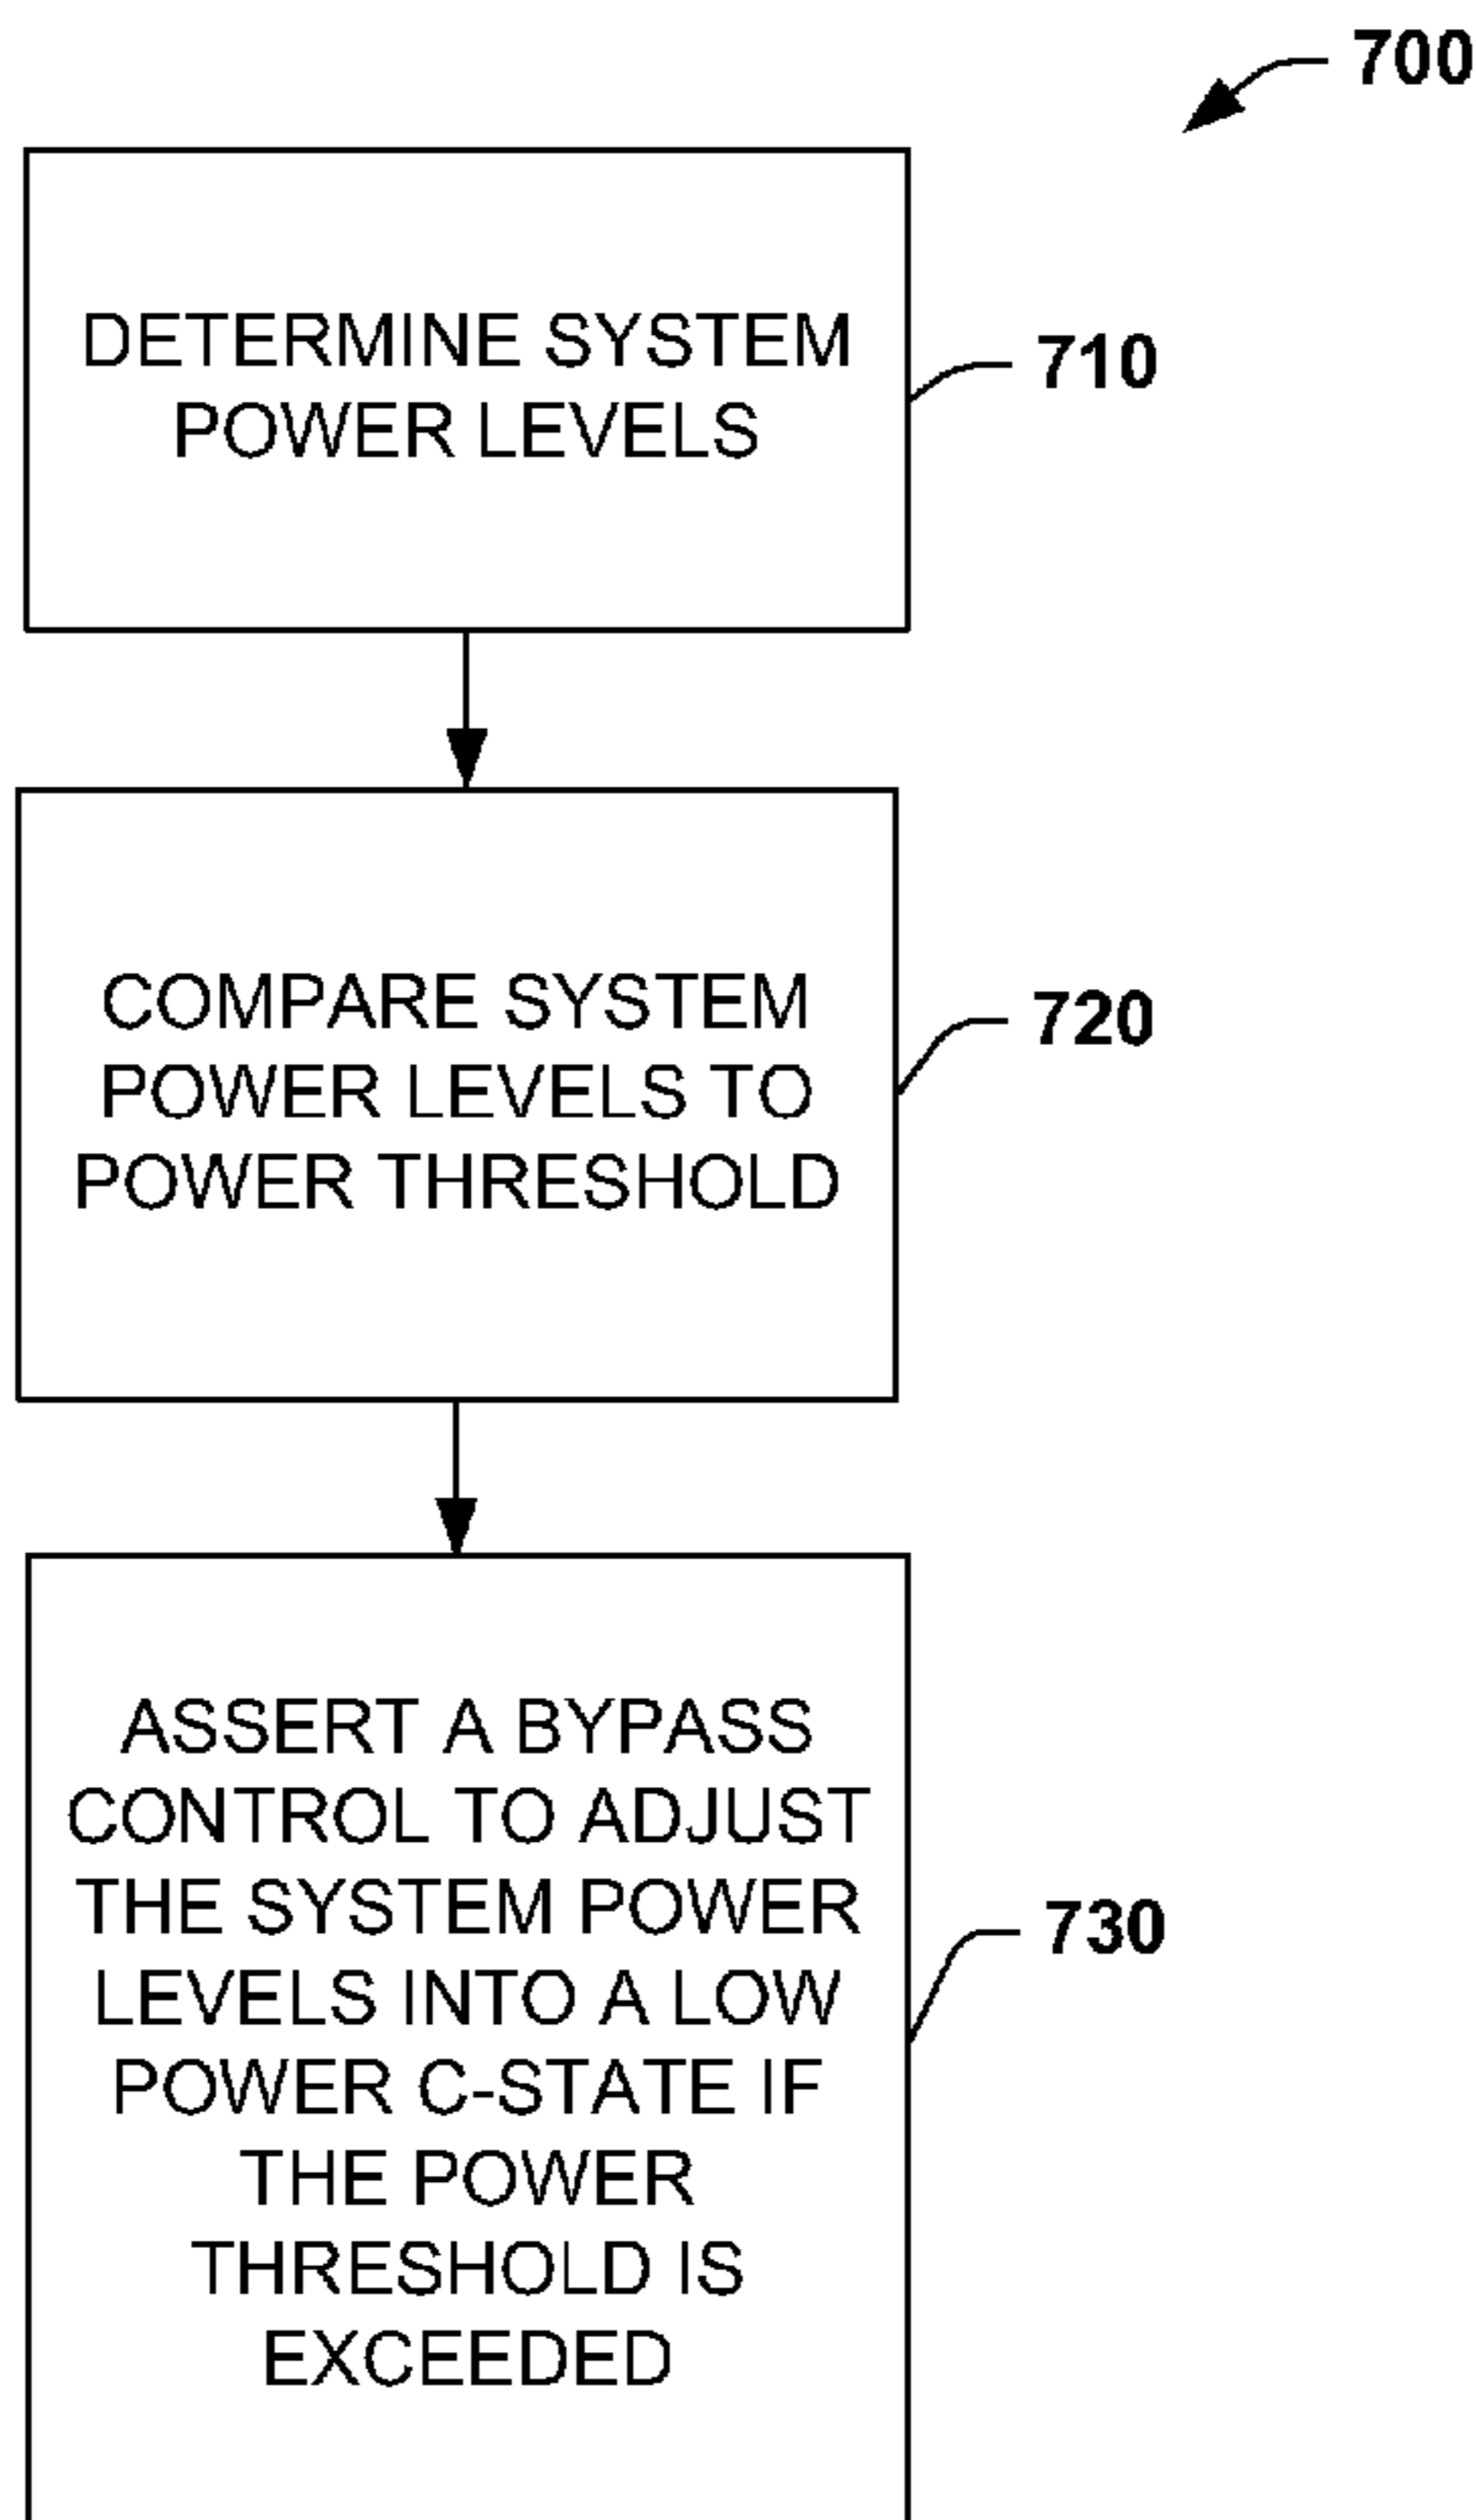 700
DETERMINE SYSTEM
POWER LEVELS
710
COMPARE SYSTEM
POWER LEVELS TO
POWER THRESHOLD
720
ASSERT A BYPASS
CONTROL TO ADJUST
THE SYSTEM POWER
LEVELS INTO A LOW
POWER C-STATE IF
THE POWER
THRESHOLD IS
EXCEEDED
730